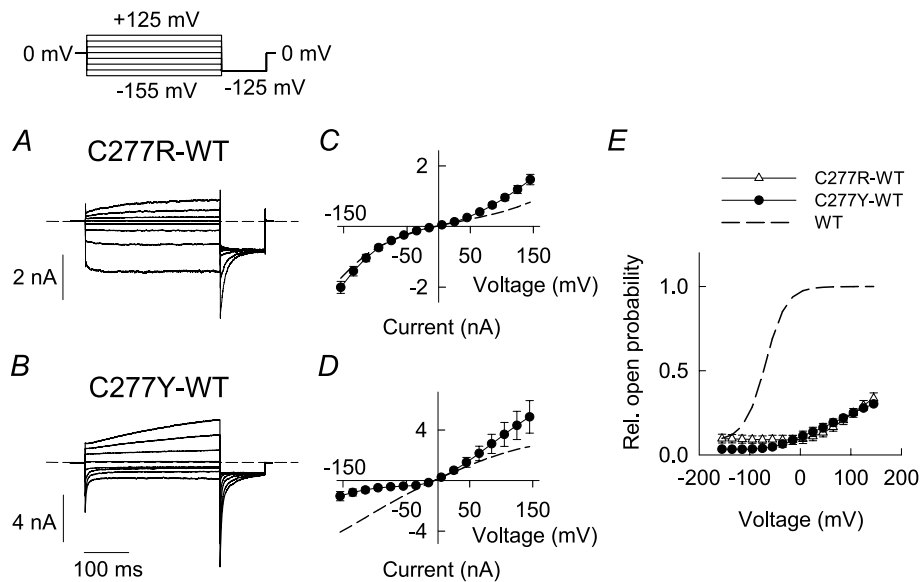 +125 mV
0 mV
0 mV
-155 mV
-125 mV
A
C277R-WT
2 nA
B
C277Y-WT
4 nA
100 ms
C
2
-150
-50
50
150
-2
Voltage (mV)
Current (nA)
D
4
-150
-50
50
150
-4
Voltage (mV)
Current (nA)
E
C277R-WT
C277Y-WT
WT
Rel. open probability
1.0
0.5
0.0
-200 -100 0 100 200
Voltage (mV)